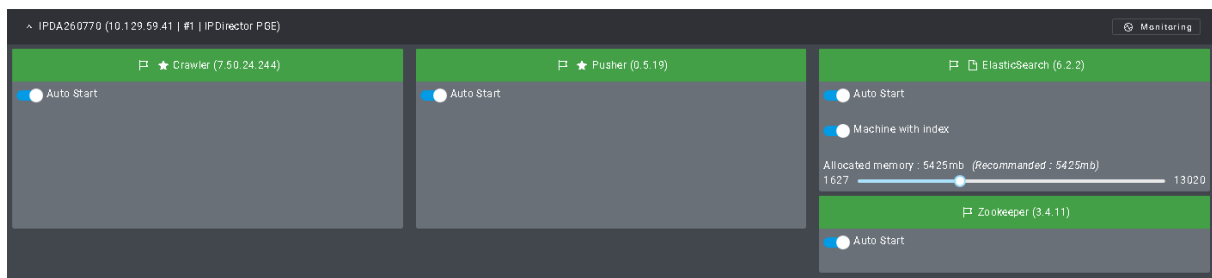 IPDA260770 (10.129.59.41 | #1 | IPDirector PGE)
Monitoring
Crawler (7.50.24.244)
Auto Start
Pusher (0.5.19)
Auto Start
ElasticSearch (6.2.2)
Auto Start
Machine with index
Allocated memory : 5425mb (Recommanded : 5425mb)
1627 13020
Zookeeper (3.4.11)
Auto Start